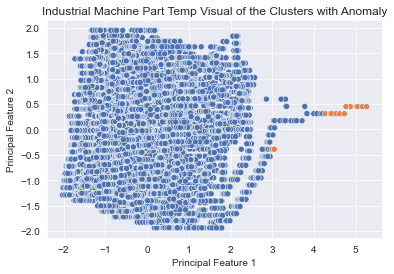 Industrial Machine Part Temp Visual of the Clusters with Anomaly
Principal Feature 2
2.0
1.5
1.0
0.5
0.0
−0.5
−1.0
−1.5
−2.0
−2 −1 0 1 2 3 4 5
Principal Feature 1